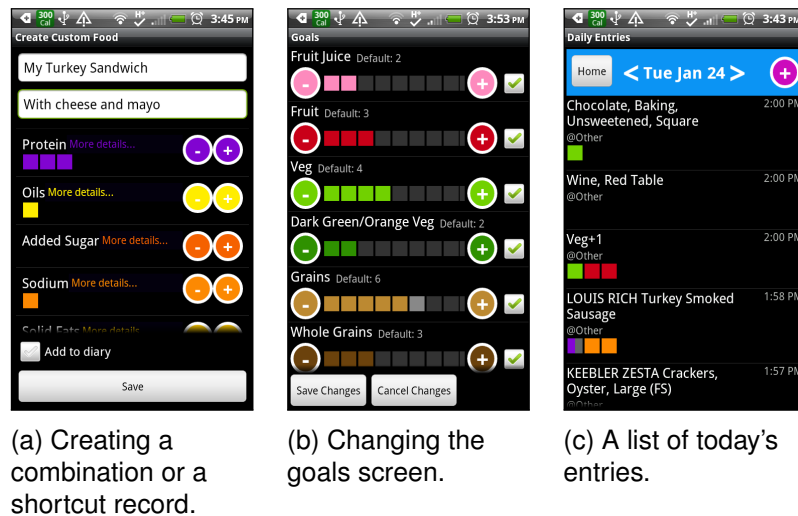 300 Cal H+ 3:45 PM
Create Custom Food
My Turkey Sandwich
With cheese and mayo
Protein More details...
- +
Oils More details...
- +
Added Sugar More details...
- +
Sodium More details...
- +
Solid Fats More details
Add to diary
Save
(a) Creating a
combination or a
shortcut record.
300 Cal H+ 3:53 PM
Goals
Fruit Juice Default: 2
- +
Fruit Default: 3
- +
Veg Default: 4
- +
Dark Green/Orange Veg Default: 2
- +
Grains Default: 6
- +
Whole Grains Default: 3
- +
Save Changes Cancel Changes
(b) Changing the
goals screen.
300 Cal H+ 3:43 PM
Daily Entries
Home < Tue Jan 24 > +
Chocolate, Baking, 2:00 PM
Unsweetened, Square
@Other
Wine, Red Table 2:00 PM
@Other
Veg+1 2:00 PM
@Other
LOUIS RICH Turkey Smoked 1:58 PM
Sausage
@Other
KEEBLER ZESTA Crackers, 1:57 PM
Oyster, Large (FS)
@Other
(c) A list of today's
entries.